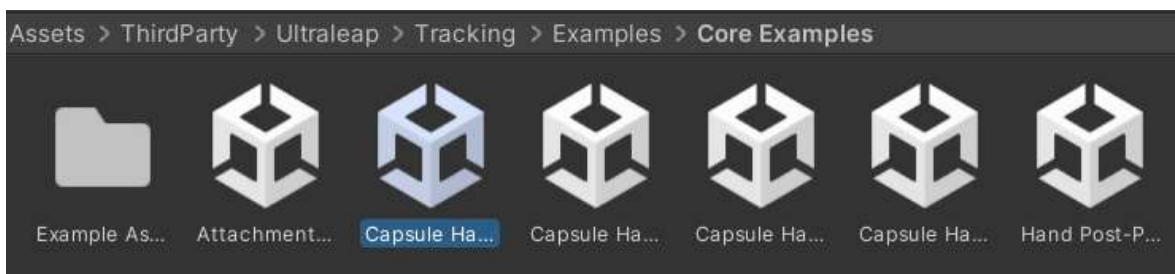 Assets > ThirdParty > Ultraleap > Tracking > Examples > Core Examples
Example As... Attachment... Capsule Ha... Capsule Ha... Capsule Ha... Capsule Ha... Hand Post-P...